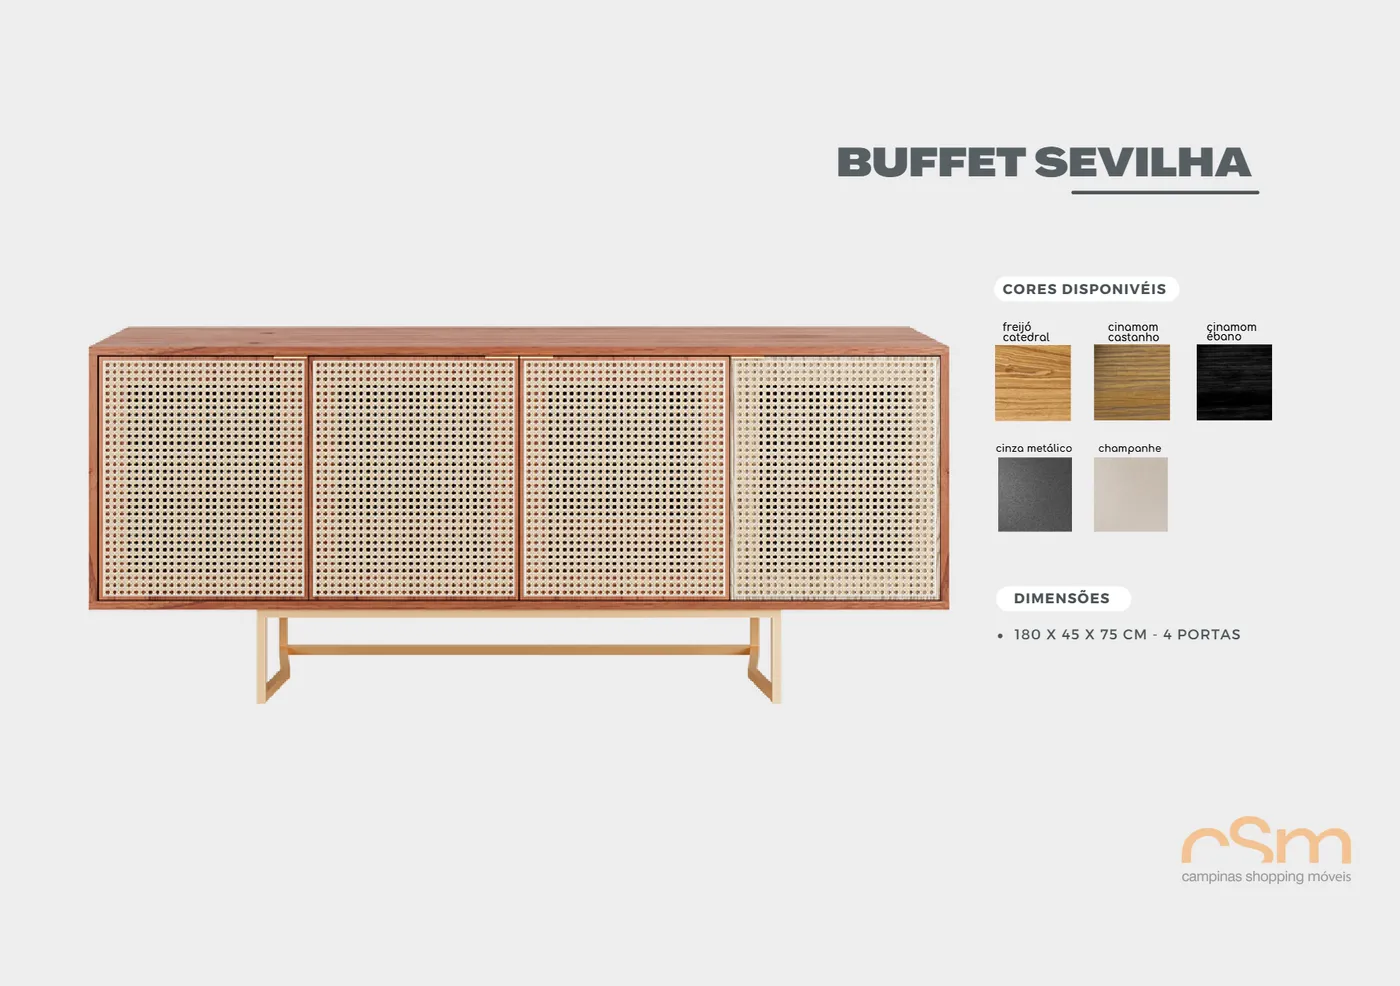 BUFFET SEVILHA
CORES DISPONIVÉIS
freijó
catedral
cinamom
castanho
cinamom
ébano
cinza metálico
champanhe
DIMENSÕES
• 180 X 45 X 75 CM - 4 PORTAS
csm
campinas shopping móveis